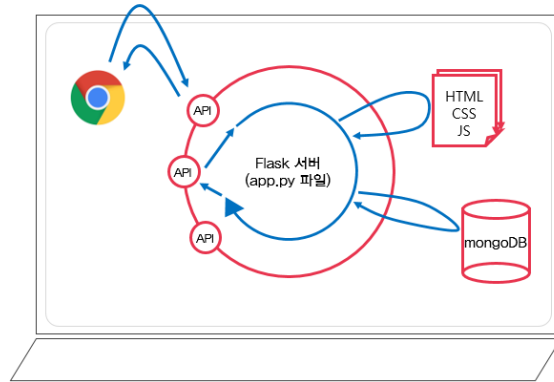 API
API
API
Flask 서버
(app.py 파일)
HTML
CSS
JS
mongoDB